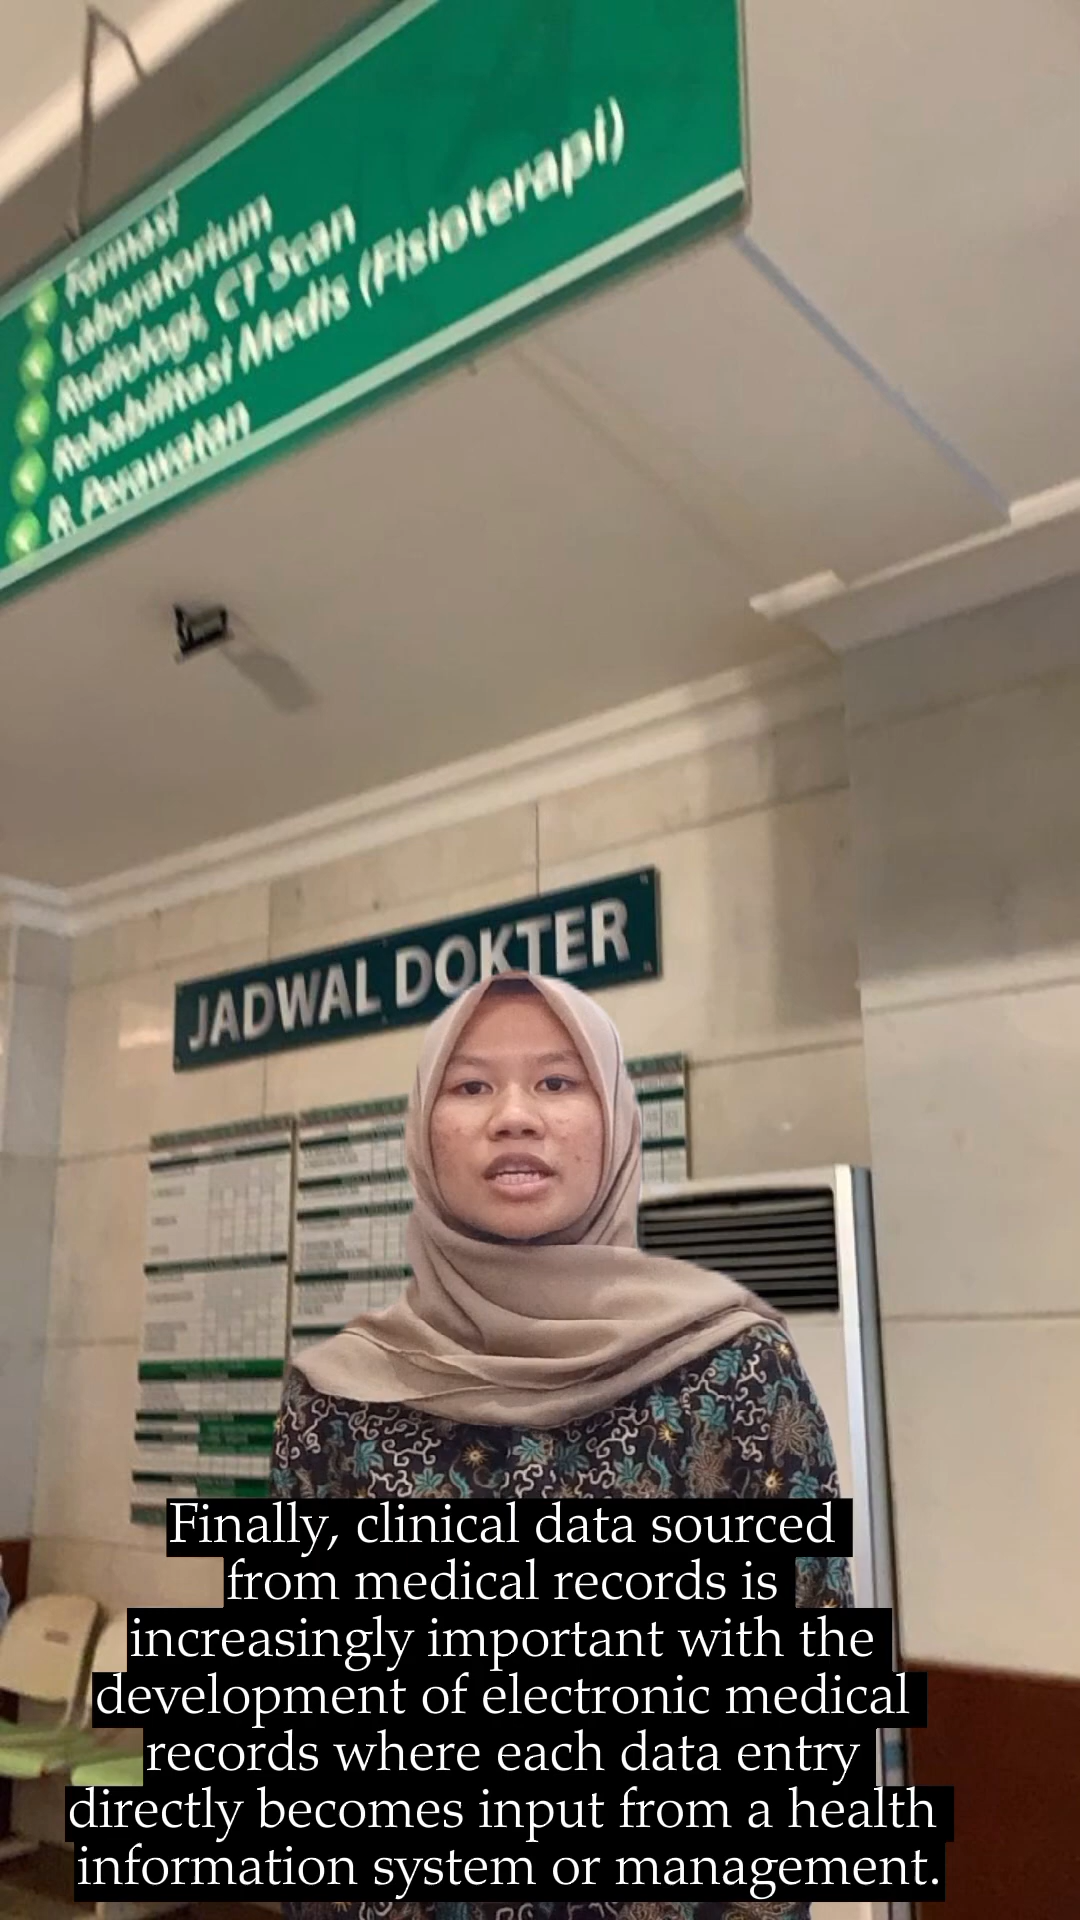 Farmasi
Laboratorium
Radiologi, CT Scan
Rehabilitasi Medis (Fisioterapi)
R. Perawatan
JADWAL DOKTER
Finally, clinical data sourced
from medical records is
increasingly important with the
development of electronic medical
records where each data entry
directly becomes input from a health
information system or management.